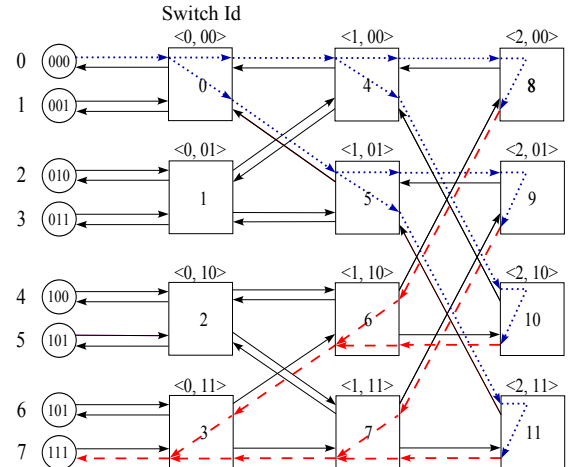 Switch Id
<0, 00> <1, 00> <2, 00>
0 000 0 4 8
1 001
<0, 01> <1, 01> <2, 01>
2 010 1 5 9
3 011
<0, 10> <1, 10> <2, 10>
4 100 2 6 10
5 101
<0, 11> <1, 11> <2, 11>
6 101 3 7 11
7 111